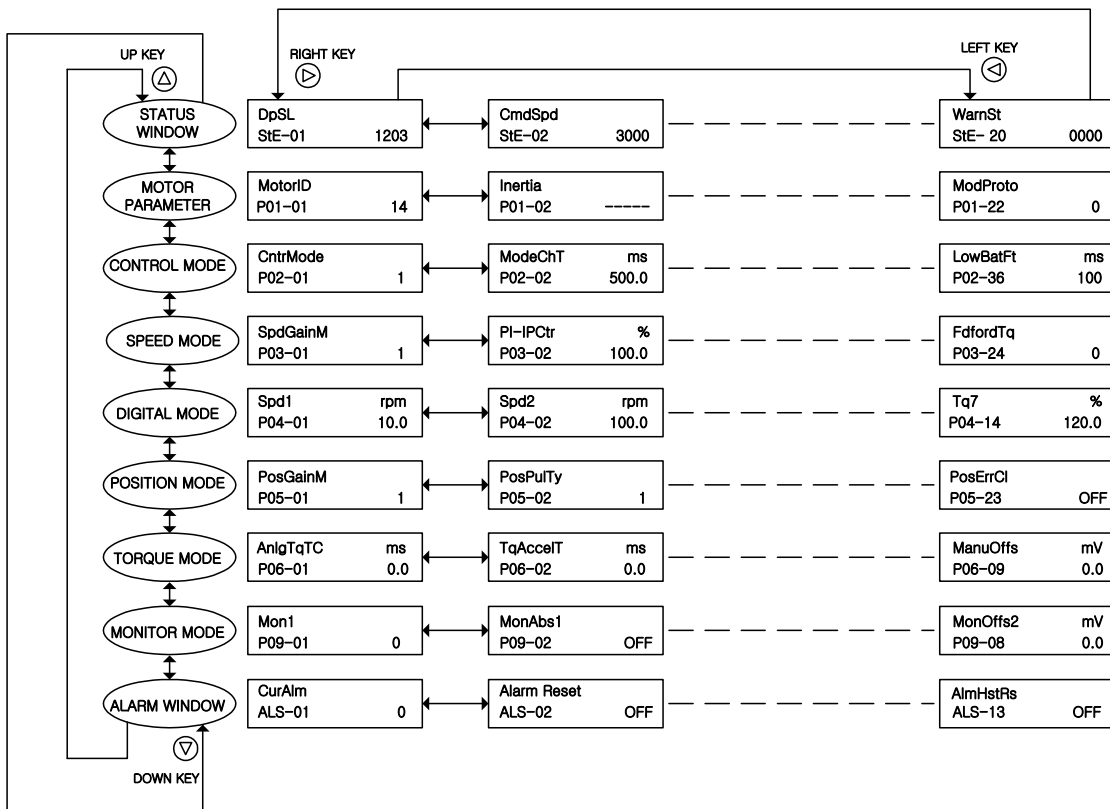 UP KEY
RIGHT KEY
LEFT KEY
STATUS
WINDOW
DpSL
StE-01 1203
CmdSpd
StE-02 3000
WarnSt
StE- 20 0000
MOTOR
PARAMETER
MotorID
P01-01 14
Inertia
P01-02 -----
ModProto
P01-22 0
CONTROL MODE
CntrMode
P02-01 1
ModeChT ms
P02-02 500.0
LowBatFt ms
P02-36 100
SPEED MODE
SpdGainM
P03-01 1
PI-IPCtr %
P03-02 100.0
FdfordTq
P03-24 0
DIGITAL MODE
Spd1 rpm
P04-01 10.0
Spd2 rpm
P04-02 100.0
Tq7 %
P04-14 120.0
POSITION MODE
PosGainM
P05-01 1
PosPulTy
P05-02 1
PosErrCl
P05-23 OFF
TORQUE MODE
AnlgTqTC ms
P06-01 0.0
TqAccelT ms
P06-02 0.0
ManuOffs mV
P06-09 0.0
MONITOR MODE
Mon1
P09-01 0
MonAbs1
P09-02 OFF
MonOffs2 mV
P09-08 0.0
ALARM WINDOW
CurAlm
ALS-01 0
Alarm Reset
ALS-02 OFF
AlmHstRs
ALS-13 OFF
DOWN KEY